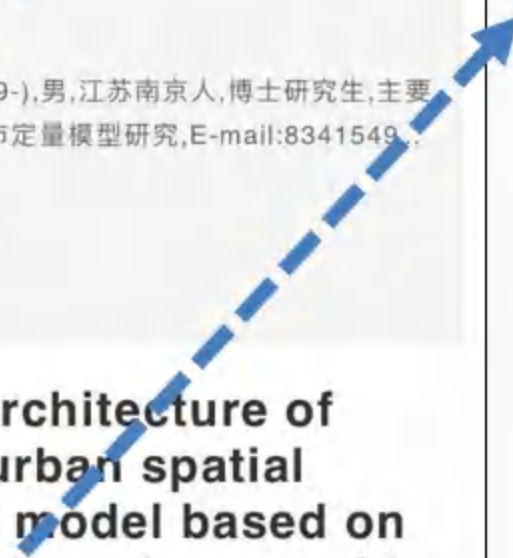 9-),男,江苏南京人,博士研究生,主要
市定量模型研究,E-mail:8341549...
rchitecture of
urban spatial
model based on